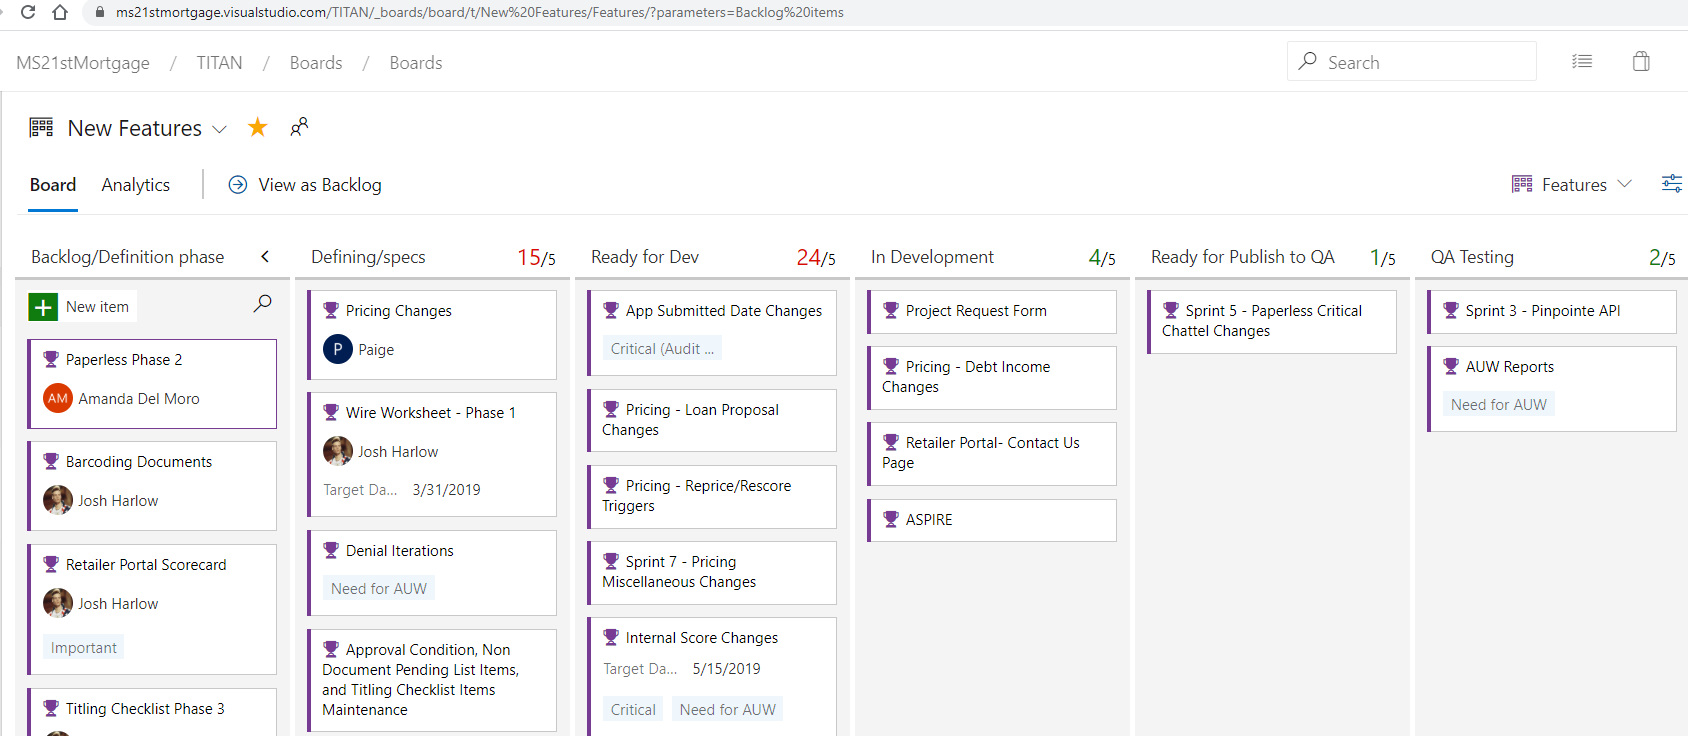 ms21stmortgage.visualstudio.com/TITAN/_boards/board/t/New%20Features/Features/?parameters=Backlog%20items
MS21stMortgage / TITAN / Boards / Boards
Search
New Features
Board Analytics View as Backlog
Features
Backlog/Definition phase
New item
Paperless Phase 2
AM Amanda Del Moro
Barcoding Documents
Josh Harlow
Retailer Portal Scorecard
Josh Harlow
Important
Titling Checklist Phase 3
Defining/specs 15/5
Pricing Changes
P Paige
Wire Worksheet - Phase 1
Josh Harlow
Target Da... 3/31/2019
Denial Iterations
Need for AUW
Approval Condition, Non
Document Pending List Items,
and Titling Checklist Items
Maintenance
Ready for Dev 24/5
App Submitted Date Changes
Critical (Audit ...
Pricing - Loan Proposal
Changes
Pricing - Reprice/Rescore
Triggers
Sprint 7 - Pricing
Miscellaneous Changes
Internal Score Changes
Target Da... 5/15/2019
Critical Need for AUW
In Development 4/5
Project Request Form
Pricing - Debt Income
Changes
Retailer Portal- Contact Us
Page
ASPIRE
Ready for Publish to QA 1/5
Sprint 5 - Paperless Critical
Chattel Changes
QA Testing 2/5
Sprint 3 - Pinpointe API
AUW Reports
Need for AUW